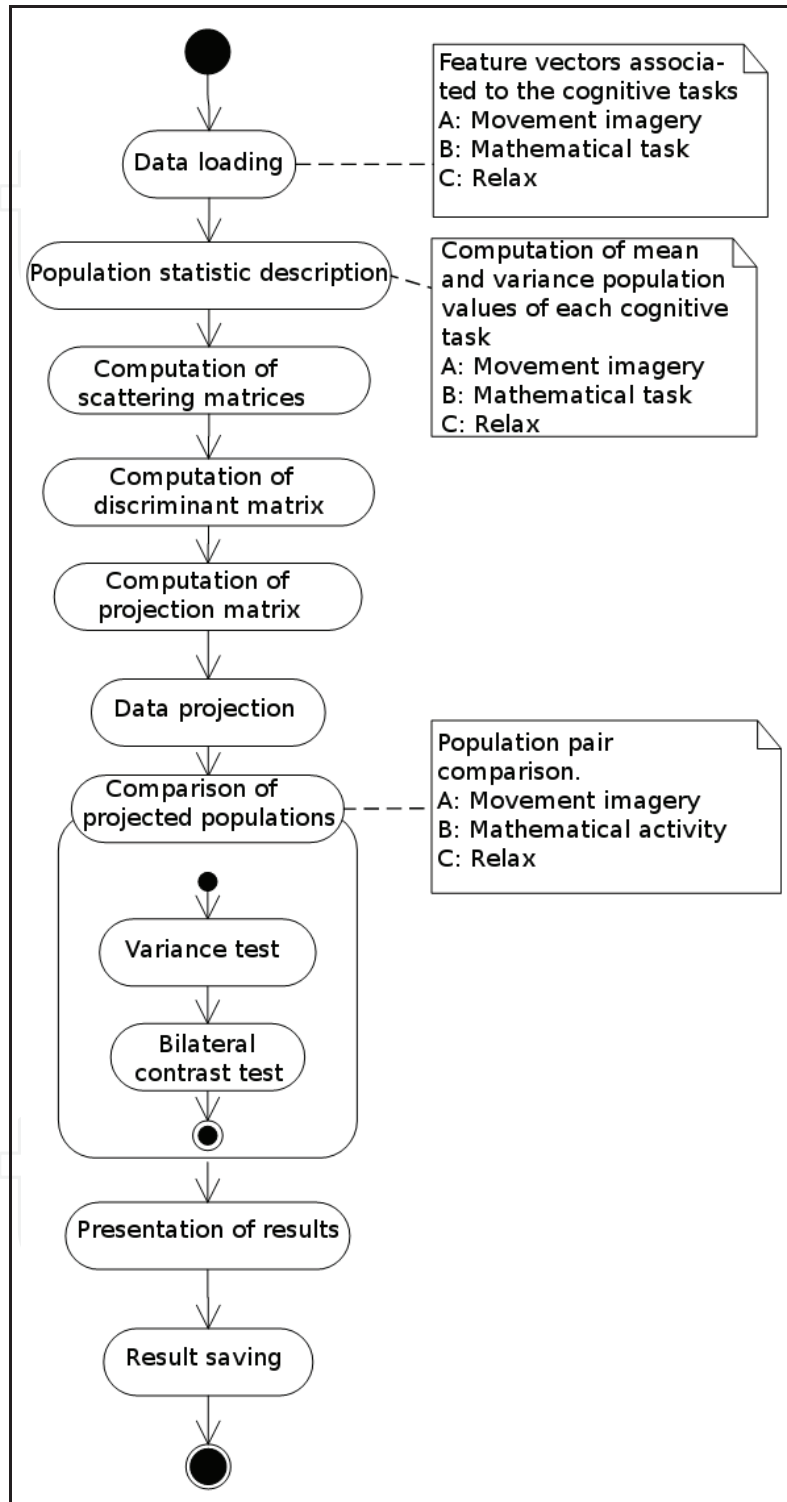 Data loading
Feature vectors associa-
ted to the cognitive tasks
A: Movement imagery
B: Mathematical task
C: Relax
Population statistic description
Computation of mean
and variance population
values of each cognitive
task
A: Movement imagery
B: Mathematical task
C: Relax
Computation of
scattering matrices
Computation of
discriminant matrix
Computation of
projection matrix
Data projection
Comparison of
projected populations
Population pair
comparison.
A: Movement imagery
B: Mathematical activity
C: Relax
Variance test
Bilateral
contrast test
Presentation of results
Result saving